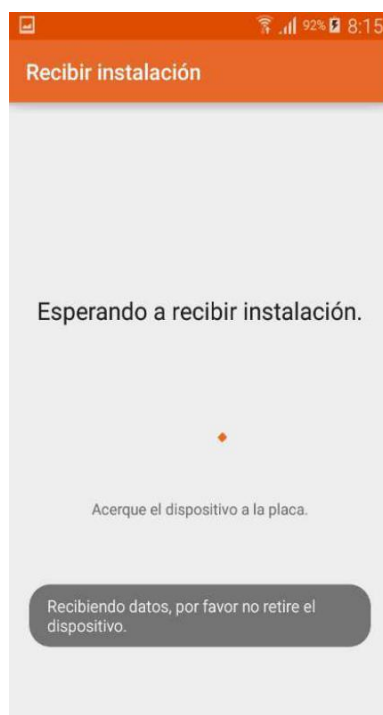 92% 8:15
Recibir instalación
Esperando a recibir instalación.
Acerque el dispositivo a la placa.
Recibiendo datos, por favor no retire el
dispositivo.